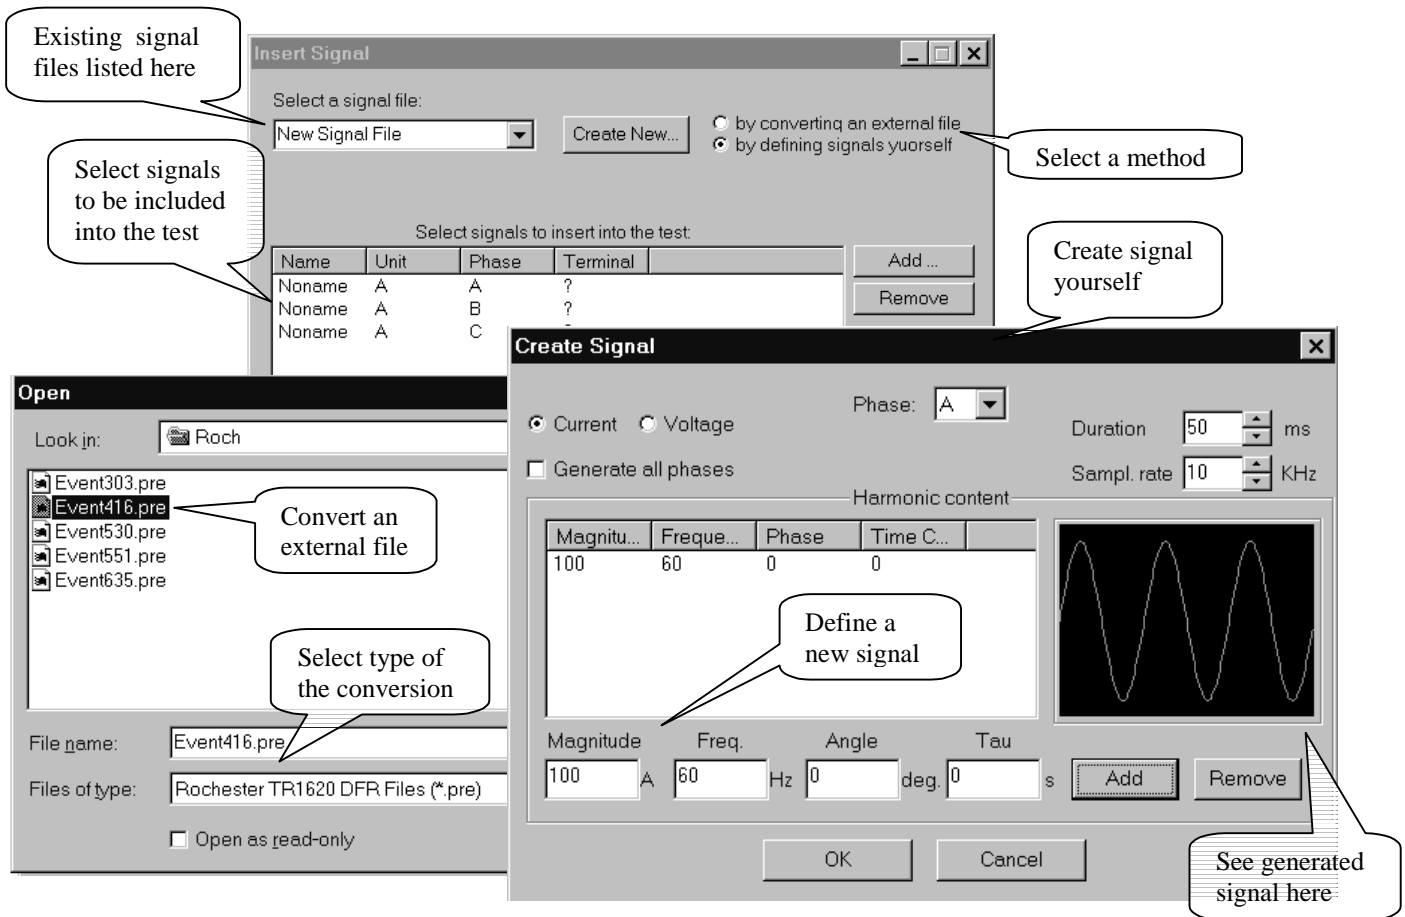 Existing signal
files listed here
Insert Signal
Select a signal file:
New Signal File
Create New...
by converting an external file
by defining signals yuorself
Select a method
Select signals
to be included
into the test
Select signals to insert into the test:
Name Unit Phase Terminal
Noname A A ?
Noname A B ?
Noname A C
Add ...
Remove
Create signal
yourself
Open
Look in: Roch
Event303.pre
Event416.pre
Event530.pre
Event551.pre
Event635.pre
Convert an
external file
Select type of
the conversion
File name: Event416.pre
Files of type: Rochester TR1620 DFR Files (*.pre)
Open as read-only
Create Signal
Current Voltage
Phase: A
Generate all phases
Duration 50 ms
Sampl. rate 10 KHz
Harmonic content
Magnitu... Freque... Phase Time C...
100 60 0 0
Define a
new signal
Magnitude Freq. Angle Tau
100 A 60 Hz 0 deg. 0 s
Add Remove
OK Cancel
See generated
signal here